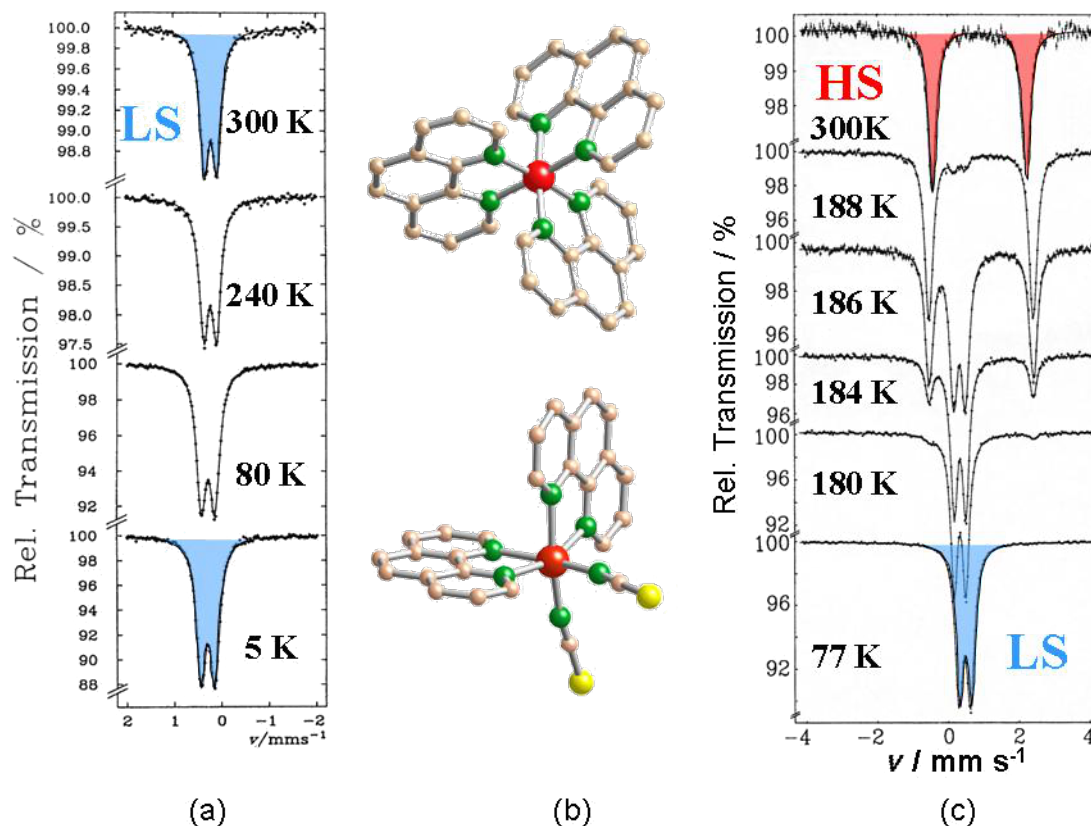 Rel. Transmission / %
100.0
99.8
99.6
99.4
99.2
99.0
98.8
LS
300 K
100.0
99.5
99.0
98.5
98.0
97.5
240 K
100
98
96
94
92
80 K
100
98
96
94
92
90
88
5 K
2 1 0 -1 -2
v/mms-1
(a)
(b)
Rel. Transmission / %
100
99
98
HS
300K
100
98
96
188 K
100
98
96
186 K
100
98
96
184 K
100
96
92
180 K
100
96
92
77 K
LS
-4 -2 0 2 4
v / mm s-1
(c)